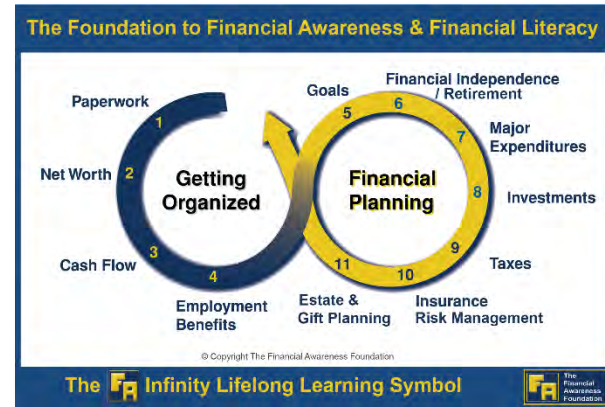 The Foundation to Financial Awareness & Financial Literacy
Paperwork
1
Net Worth
2
Cash Flow
3
4
Employment
Benefits
Getting
Organized
Goals
5
Financial Independence
/ Retirement
6
7
Major
Expenditures
8
Investments
9
Taxes
10
Insurance
Risk Management
11
Estate &
Gift Planning
Financial
Planning
© Copyright The Financial Awareness Foundation
The FA Infinity Lifelong Learning Symbol
FA
The
Financial
Awareness
Foundation